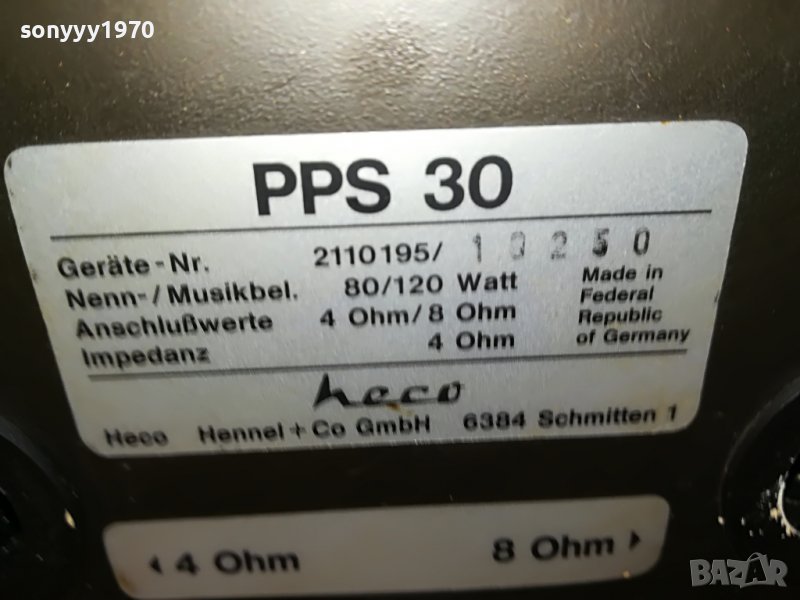 sonyyy1970
PPS 30
Geräte-Nr. 2110195/ 10250
Nenn-/Musikbel. 80/120 Watt
Anschlußwerte 4 Ohm/8 Ohm
Impedanz 4 Ohm
Made in
Federal
Republic
of Germany
heco
Heco Hennel+Co GmbH 6384 Schmitten 1
4 Ohm 8 Ohm
BAZAR